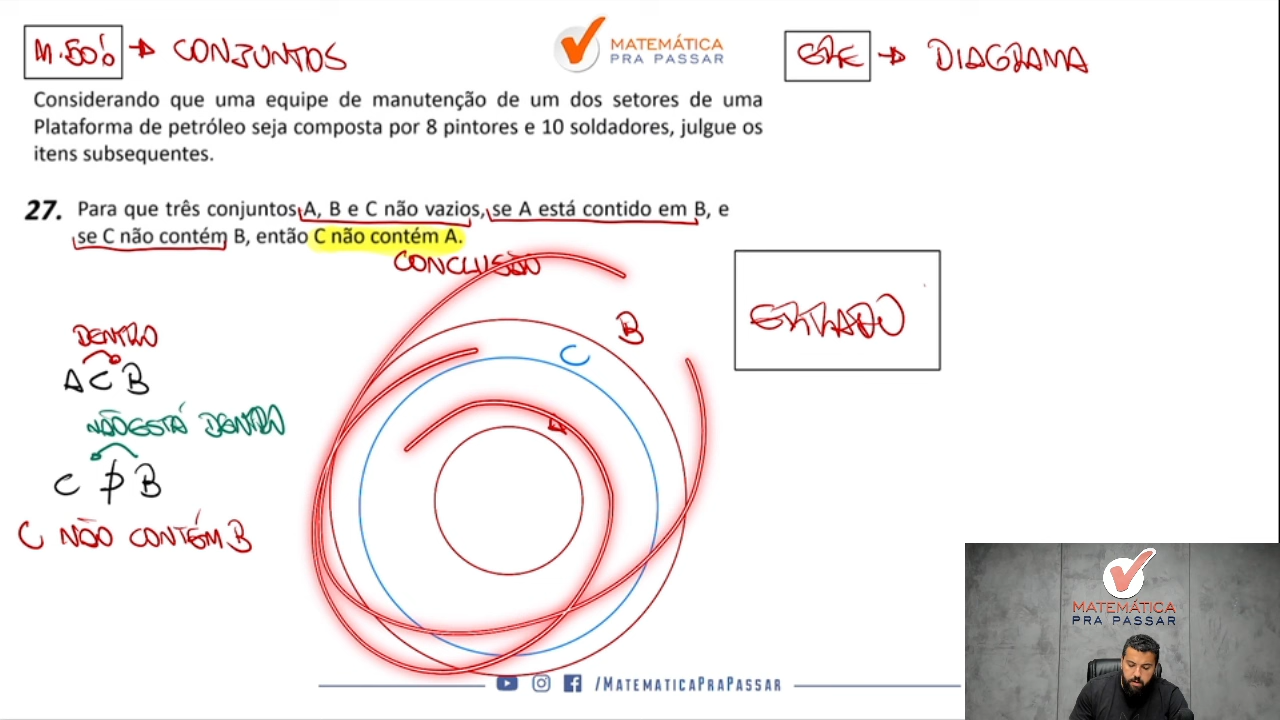 M.50's → CONJUNTOS
MATEMÁTICA
PRA PASSAR
→ DIAGRAMA
Considerando que uma equipe de manutenção de um dos setores de uma
Plataforma de petróleo seja composta por 8 pintores e 10 soldadores, julgue os
itens subsequentes.
27. Para que três conjuntos A, B e C não vazios, se A está contido em B, e
se C não contém B, então C não contém A.
CONCLUSÃO
B
C
A
ERRADO
DENTRO
A ⊂ B
NÃO ESTÁ DENTRO
C ⊅ B
C NÃO CONTÉM B
MATEMÁTICA
PRA PASSAR
/MATEMATICAPRAPASSAR